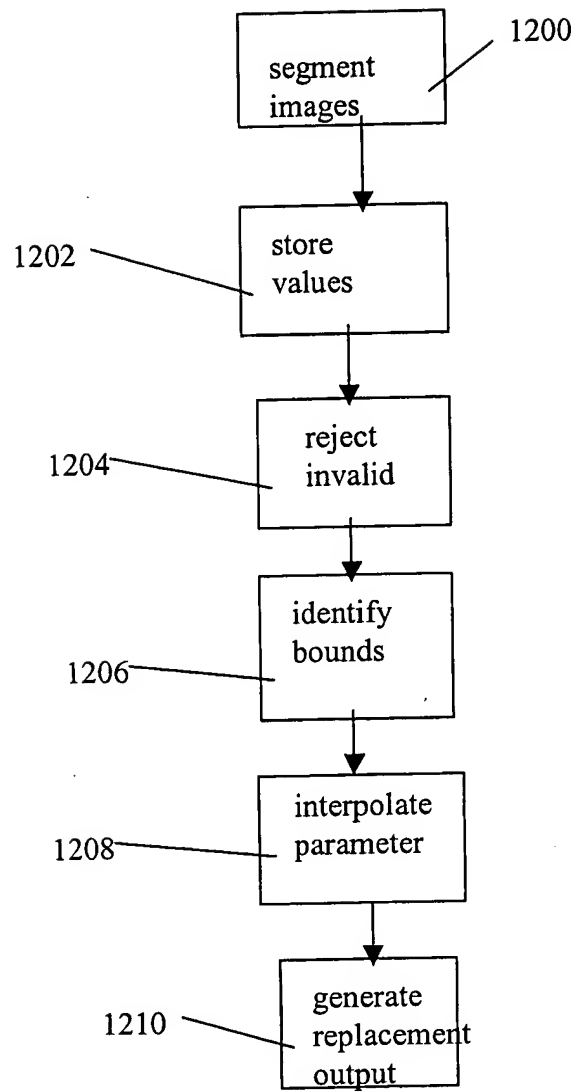 1200
segment
images
1202
store
values
1204
reject
invalid
1206
identify
bounds
1208
interpolate
parameter
1210
generate
replacement
output